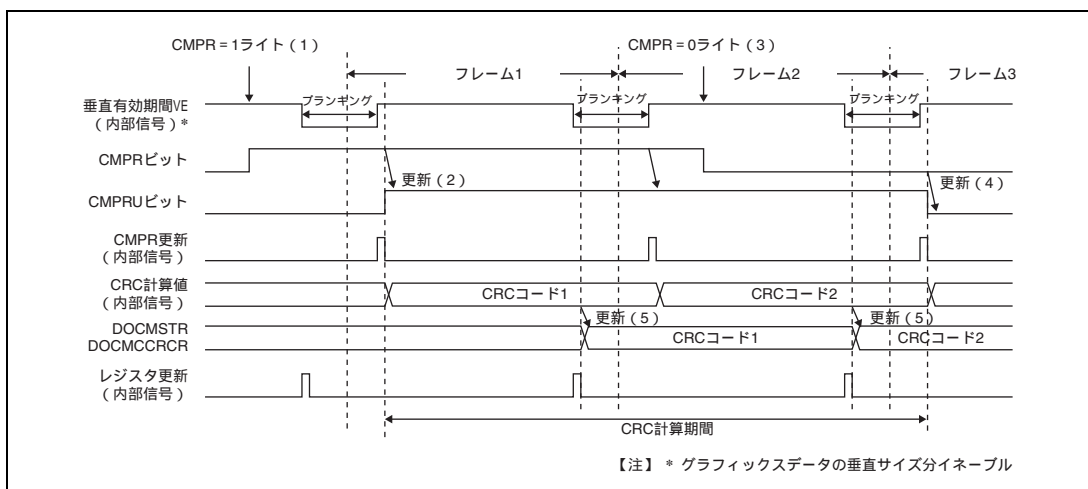 CMPR = 1ライト（1）
CMPR = 0ライト（3）
フレーム1
フレーム2
フレーム3
垂直有効期間VE
（内部信号）*
ブランキング
ブランキング
ブランキング
CMPRビット
更新（2）
更新（4）
CMPRUビット
CMPR更新
（内部信号）
CRC計算値
（内部信号）
CRCコード1
CRCコード2
更新（5）
更新（5）
DOCMSTR
DOCMCCRCR
CRCコード1
CRCコード2
レジスタ更新
（内部信号）
CRC計算期間
【注】 * グラフィックスデータの垂直サイズ分イネーブル